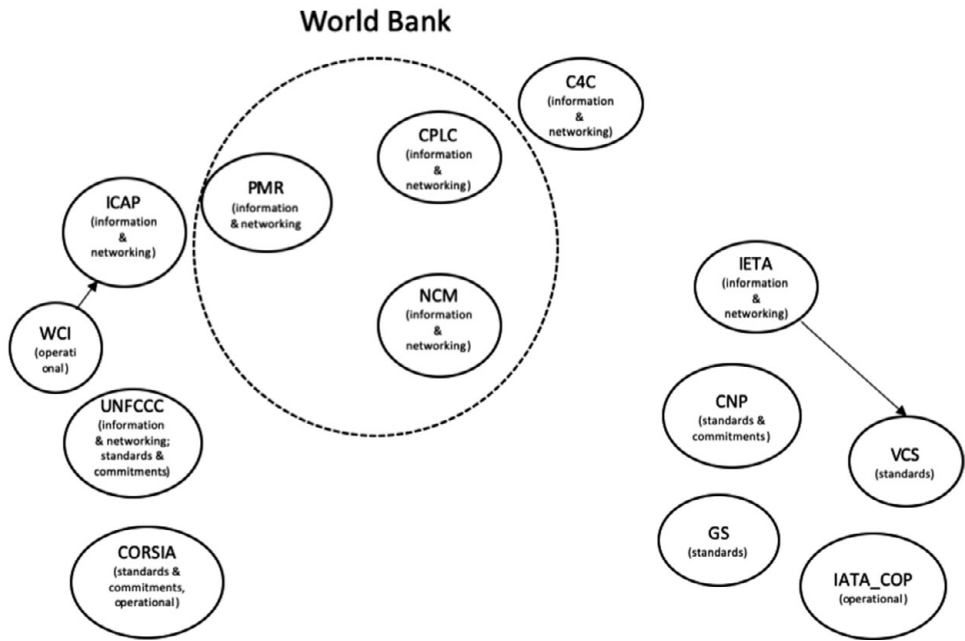 World Bank
C4C
(information
&
networking)
CPLC
(information
&
networking)
PMR
(information
& networking
ICAP
(information
&
networking)
IETA
(information
&
networking)
NCM
(information
&
networking)
WCI
(operati
onal)
UNFCCC
(information
& networking;
standards &
commitments)
CNP
(standards &
commitments)
VCS
(standards)
GS
(standards)
CORSIA
(standards &
commitments,
operational)
IATA_COP
(operational)